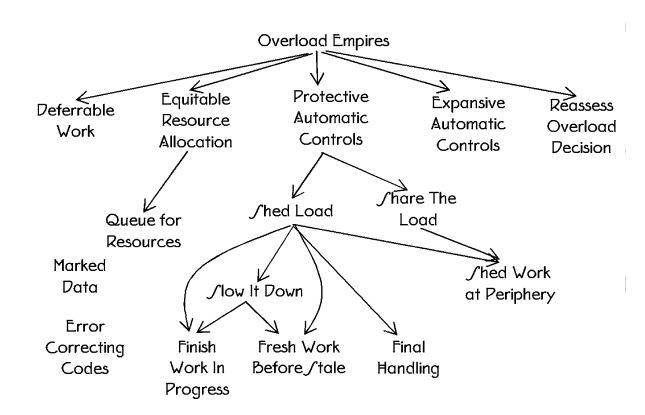 Overload Empires
Deferrable
Work
Equitable
Resource
Allocation
Protective
Automatic
Controls
Expansive
Automatic
Controls
Reassess
Overload
Decision
Queue for
Resources
Shed Load
Share The
Load
Marked
Data
Slow It Down
Shed Work
at Periphery
Error
Correcting
Codes
Finish
Work In
Progress
Fresh Work
Before Stale
Final
Handling